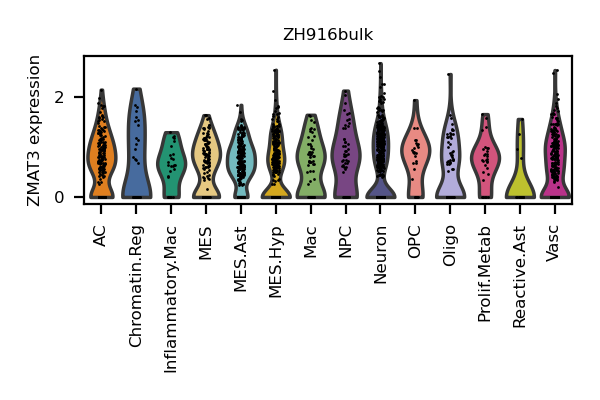 ZH916bulk
ZMAT3 expression
2
0
AC
Chromatin.Reg
Inflammatory.Mac
MES
MES.Ast
MES.Hyp
Mac
NPC
Neuron
OPC
Oligo
Prolif.Metab
Reactive.Ast
Vasc